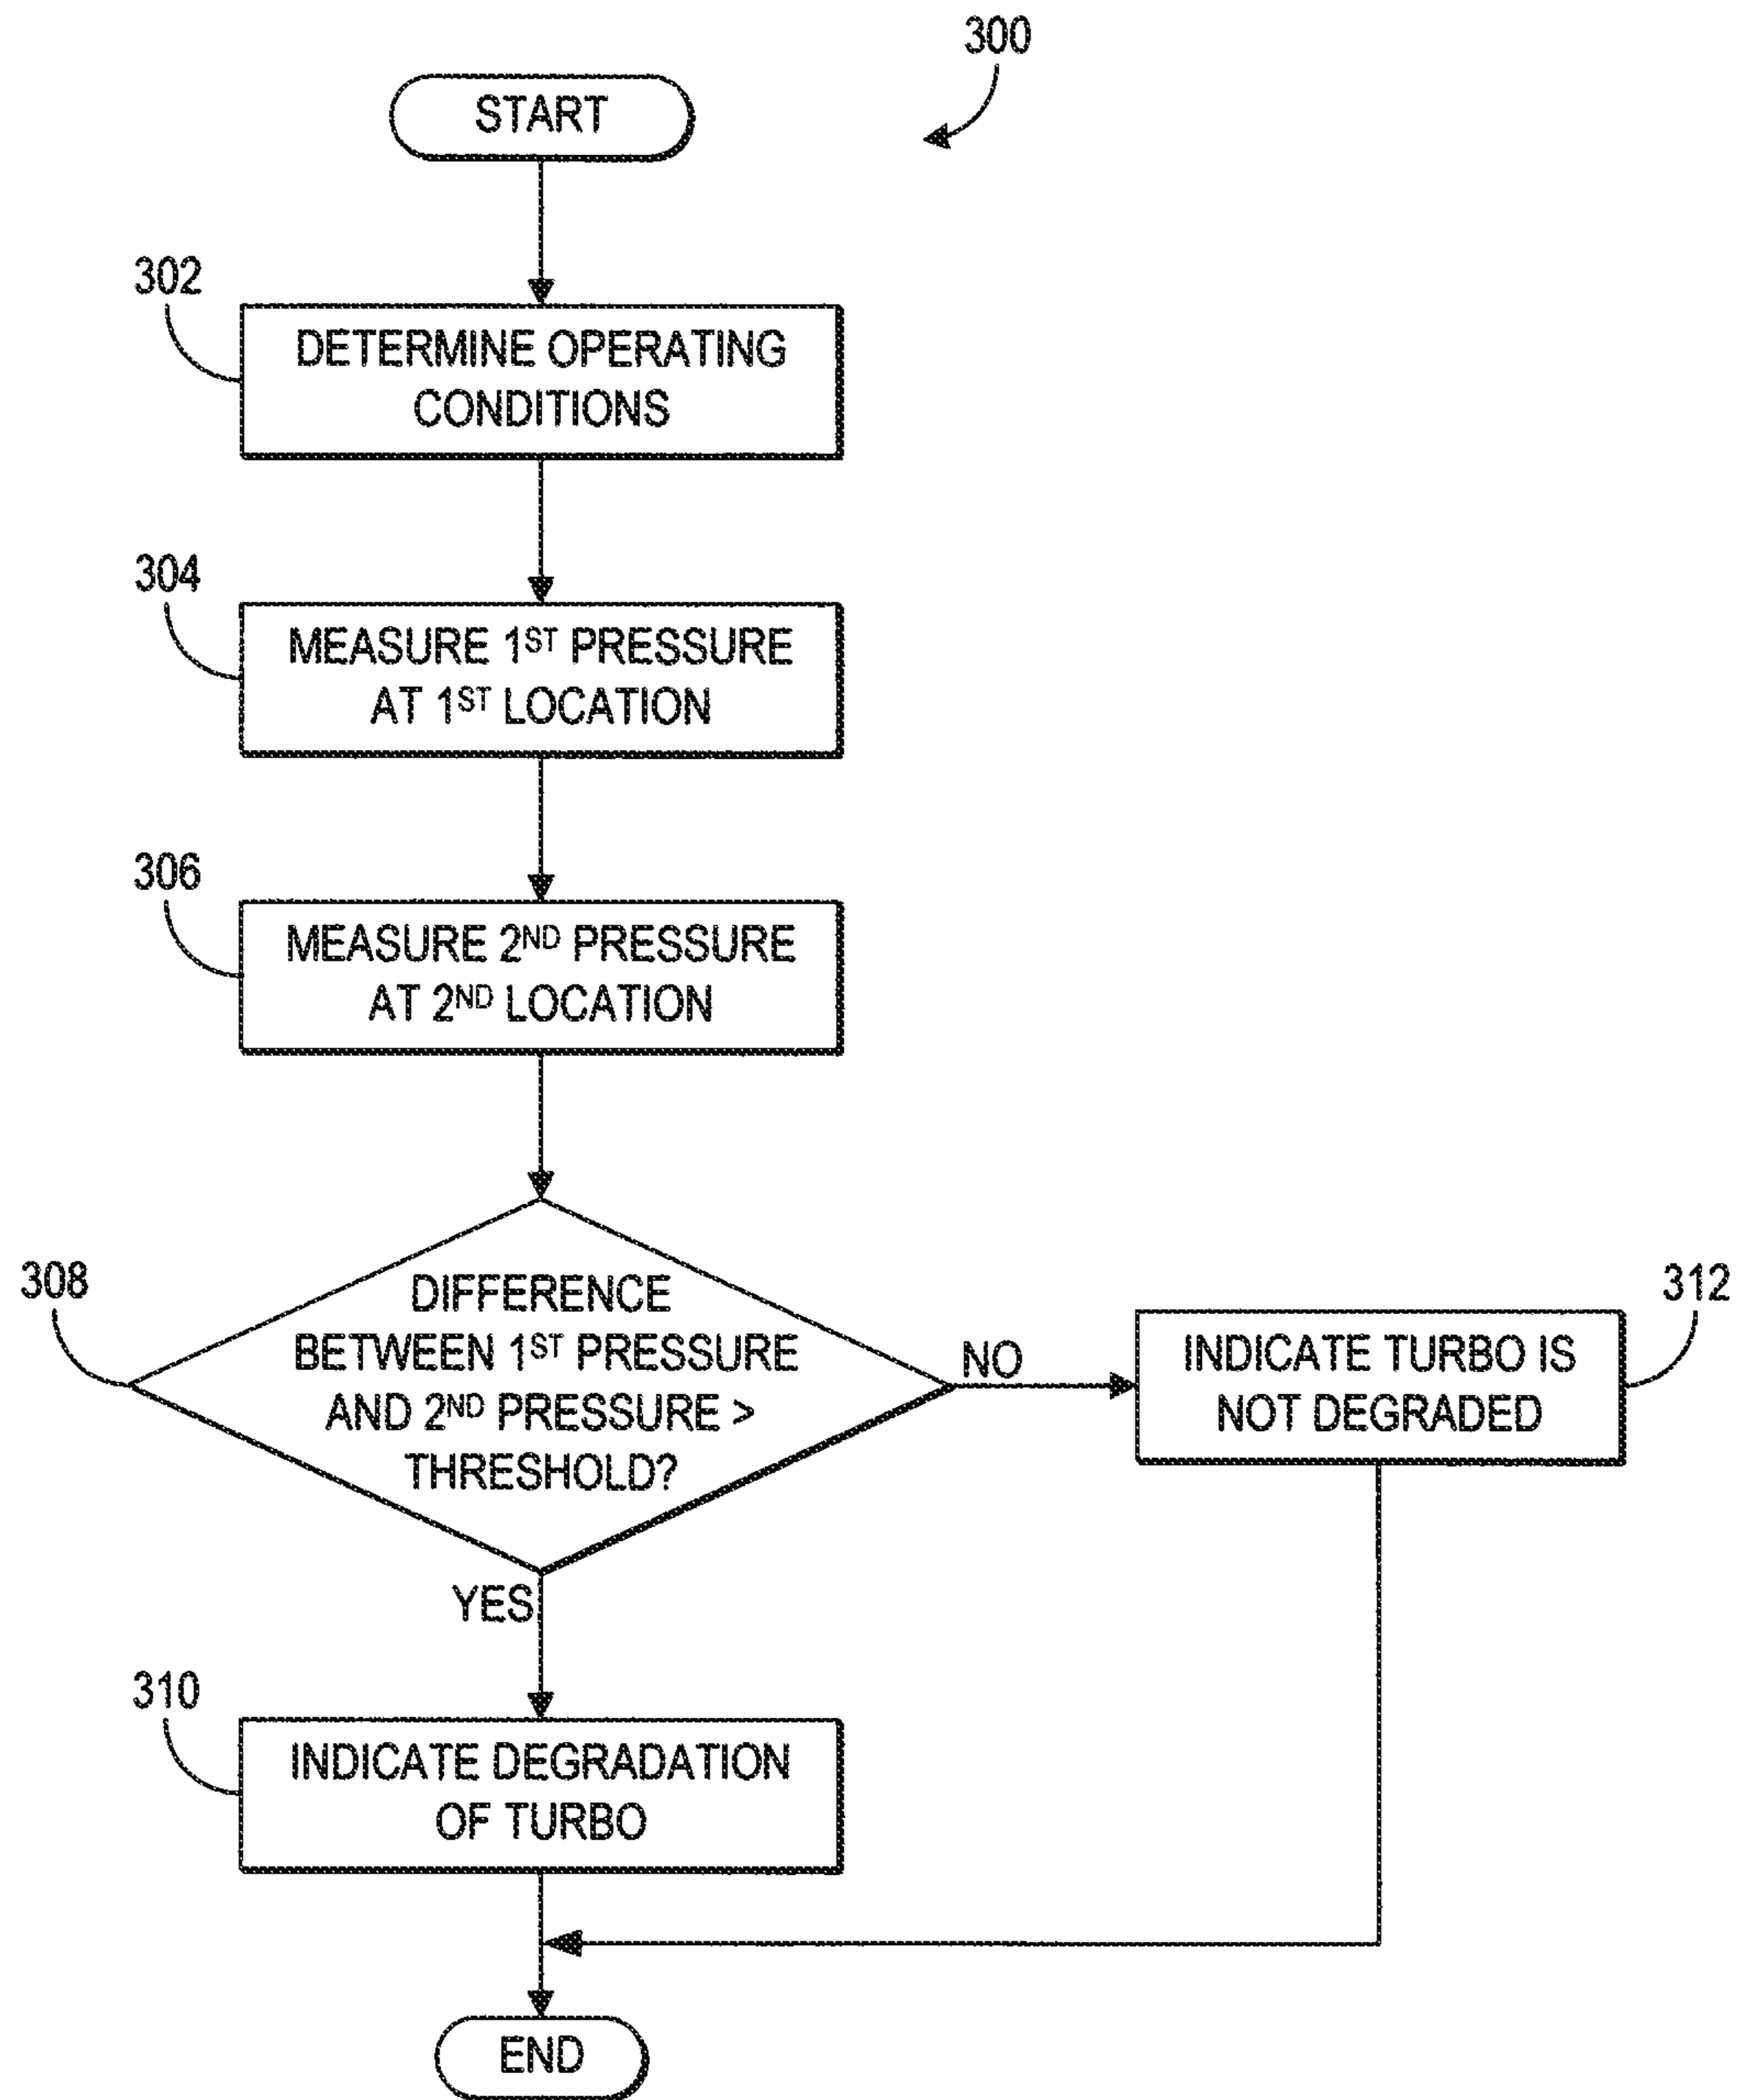 300
START
302
DETERMINE OPERATING
CONDITIONS
304
MEASURE 1ST PRESSURE
AT 1ST LOCATION
306
MEASURE 2ND PRESSURE
AT 2ND LOCATION
308
DIFFERENCE
BETWEEN 1ST PRESSURE
AND 2ND PRESSURE >
THRESHOLD?
NO
312
INDICATE TURBO IS
NOT DEGRADED
YES
310
INDICATE DEGRADATION
OF TURBO
END